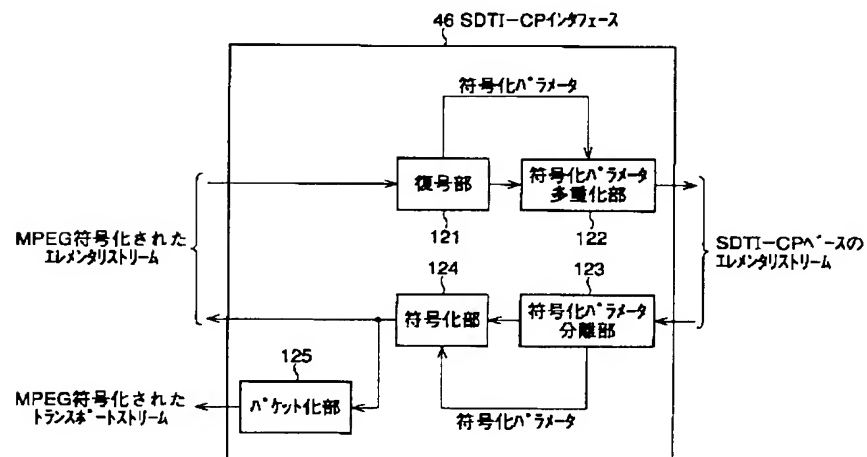 46 SDTI-CPインタフェース
符号化パラメータ
復号部
符号化パラメータ
多重化部
MPEG符号化された
エレメンタリストリーム
121
122
SDTI-CPベースの
エレメンタリストリーム
124
123
符号化部
符号化パラメータ
分離部
125
MPEG符号化された
トランスポートストリーム
パケット化部
符号化パラメータ